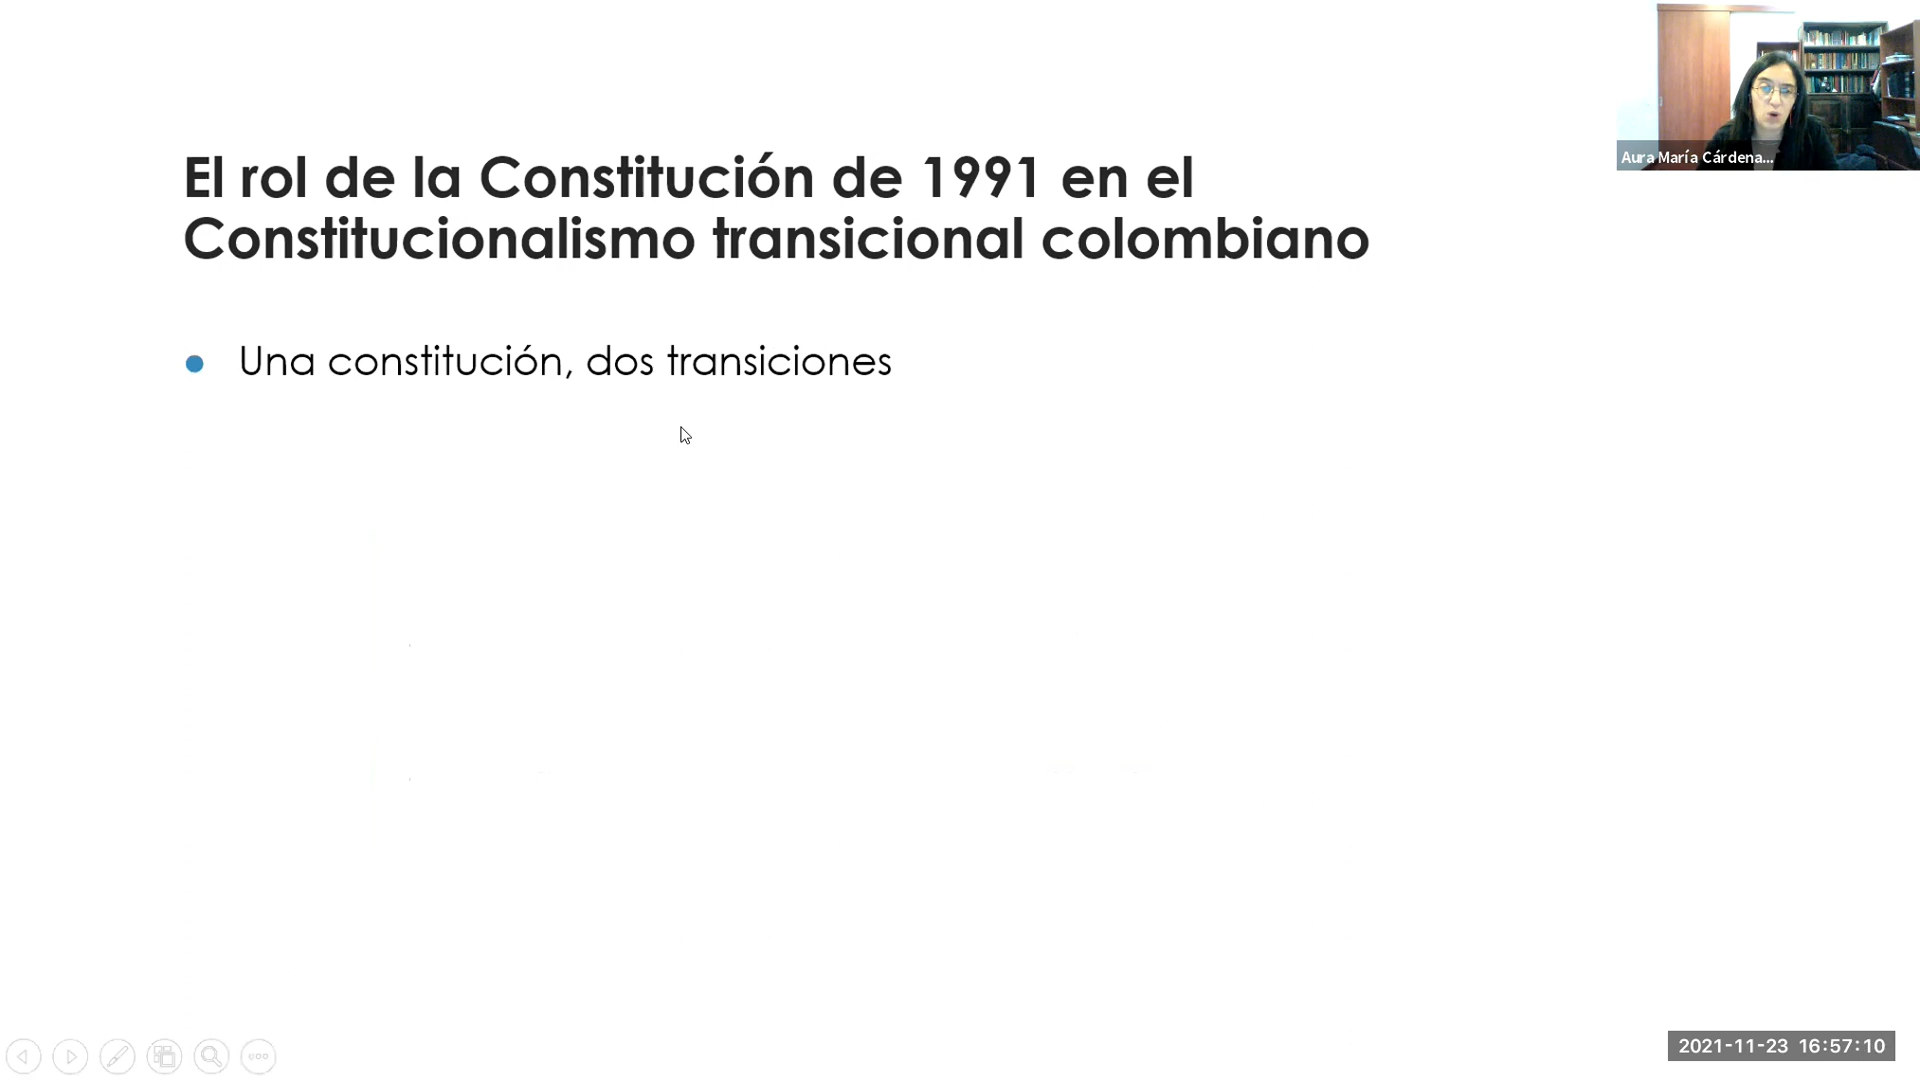 Aura María Cárdena...
El rol de la Constitución de 1991 en el
Constitucionalismo transicional colombiano
Una constitución, dos transiciones
2021-11-23 16:57:10